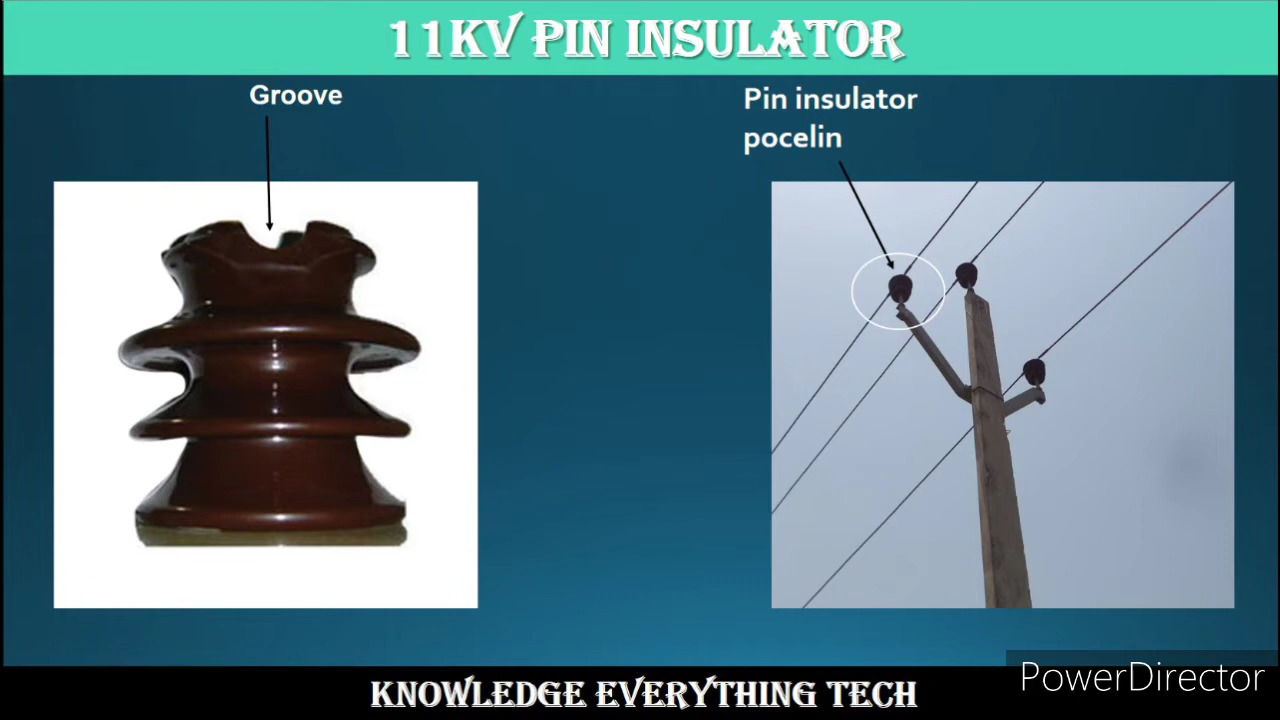 11KV PIN INSULATOR
Groove
Pin insulator
pocelin
KNOWLEDGE EVERYTHING TECH
PowerDirector